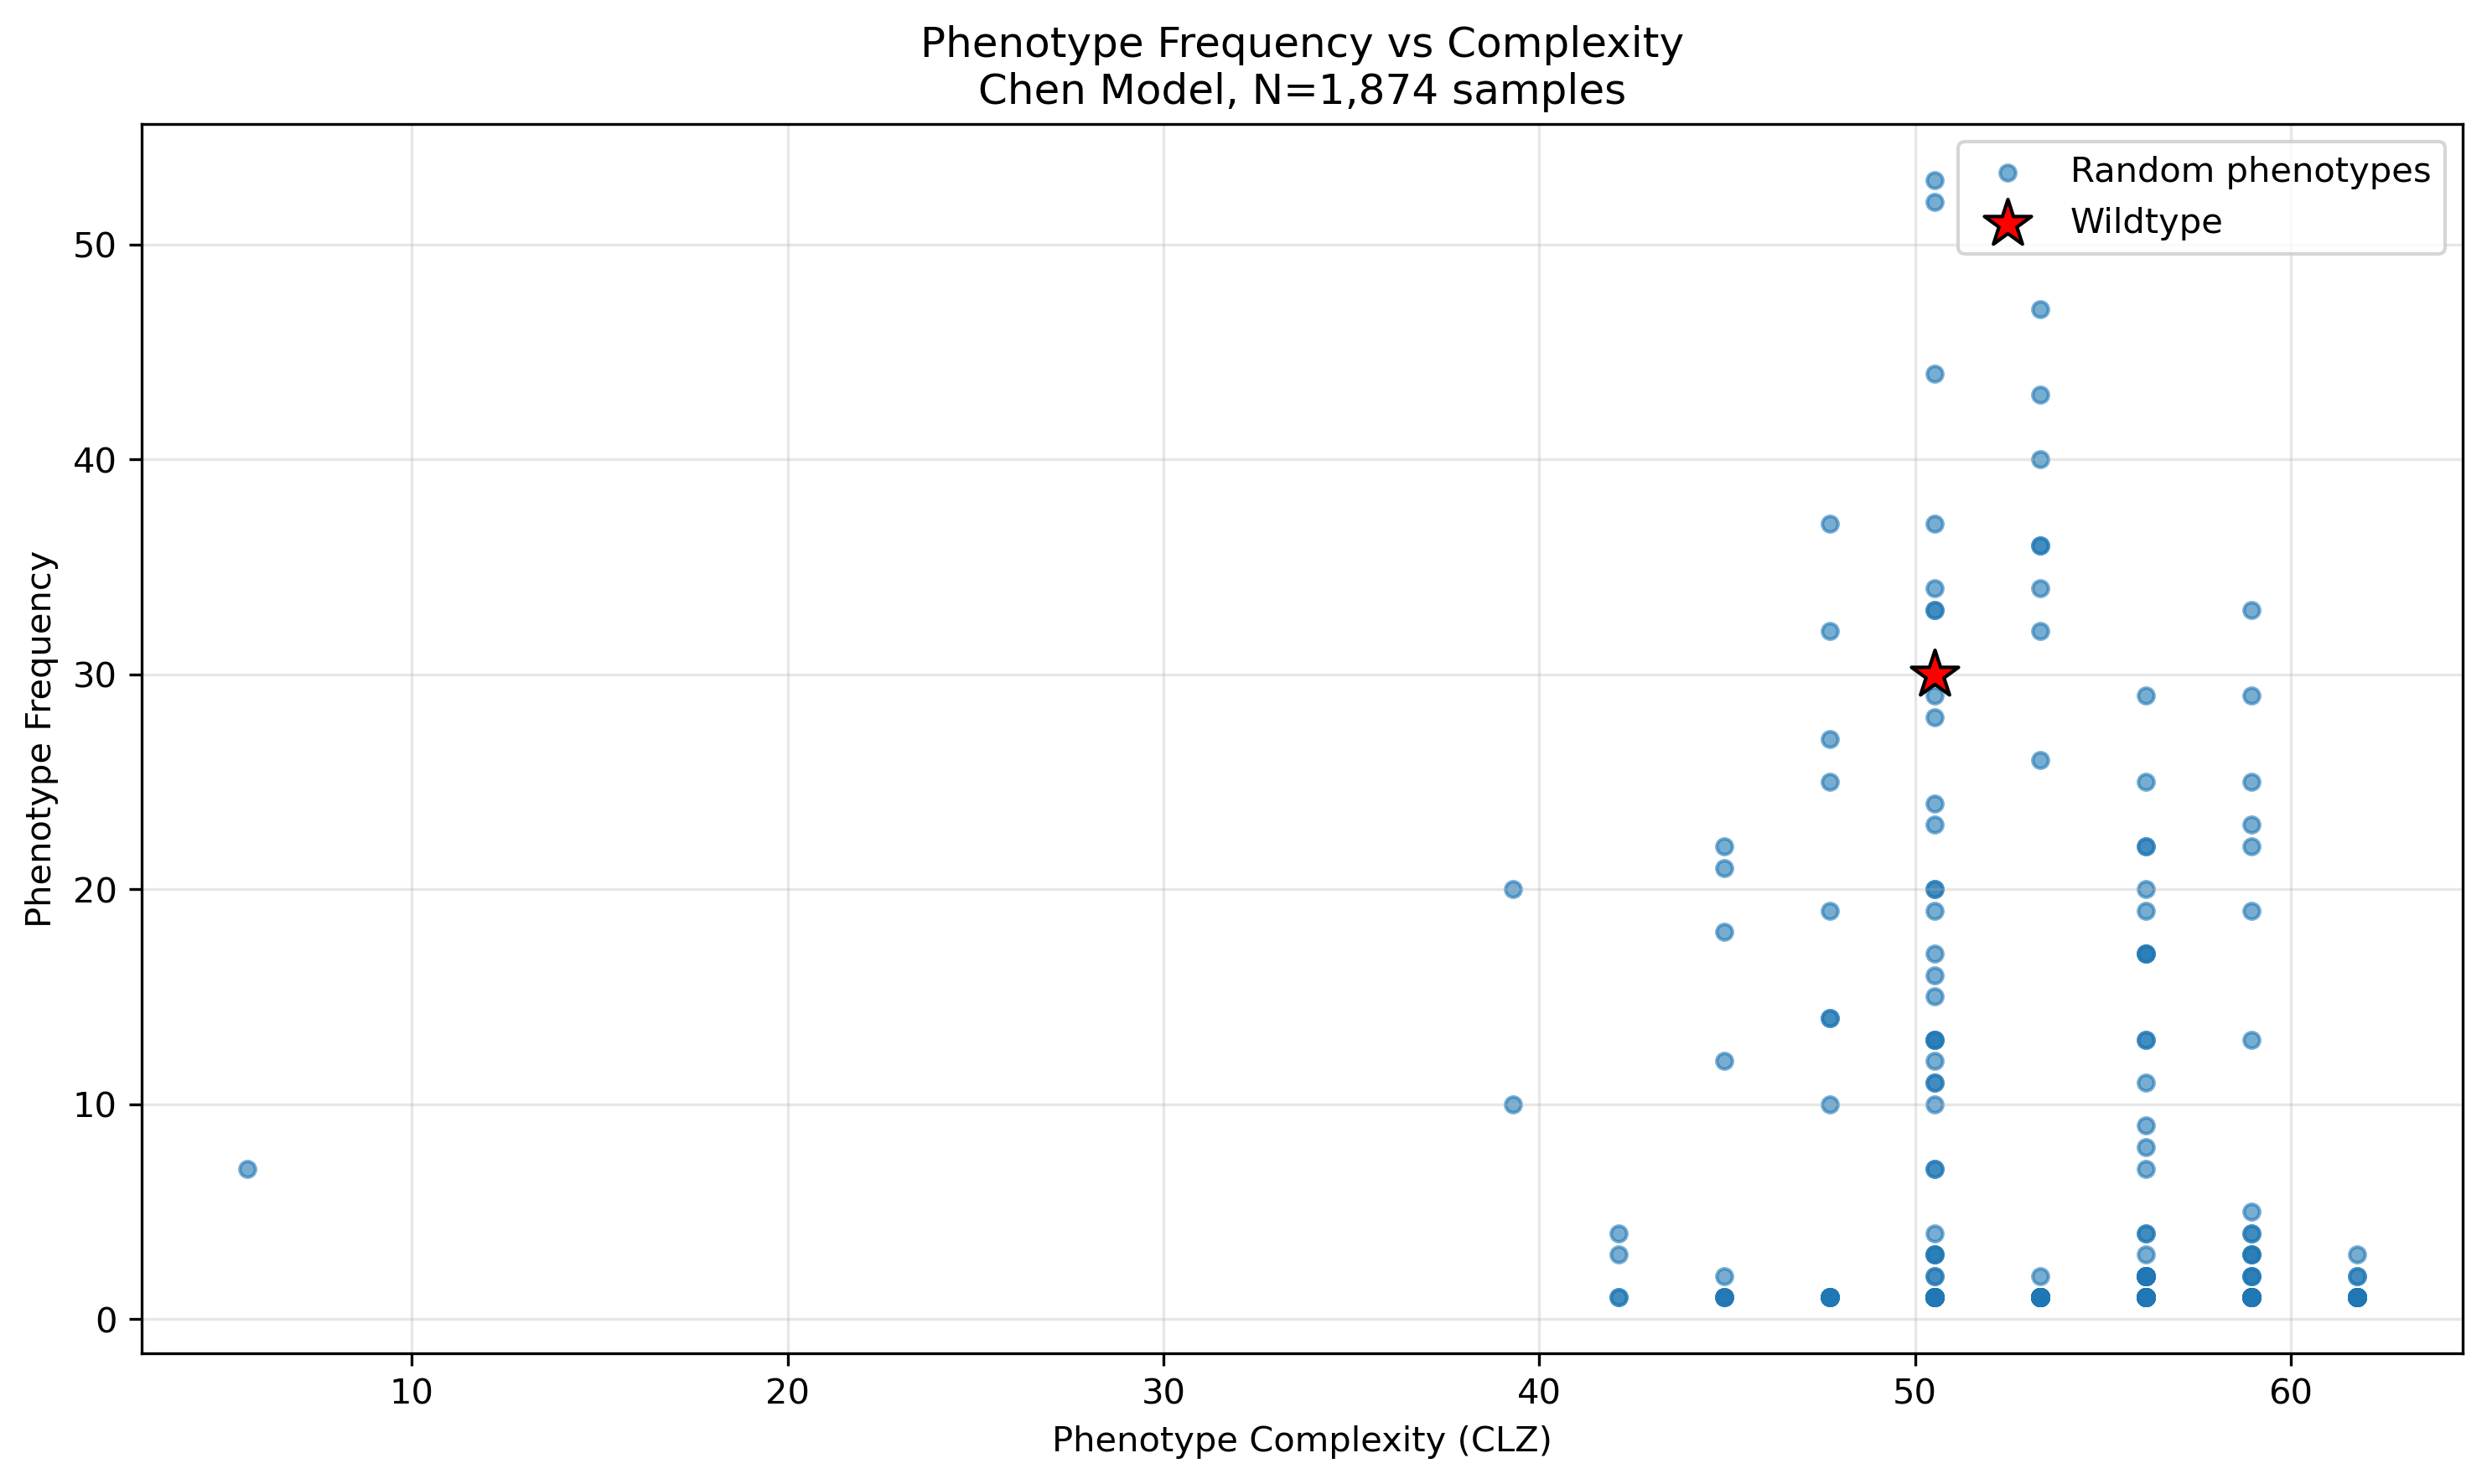 Phenotype Frequency vs Complexity
Chen Model, N=1,874 samples
Random phenotypes
Wildtype
Phenotype Frequency
50
40
30
20
10
0
10 20 30 40 50 60
Phenotype Complexity (CLZ)